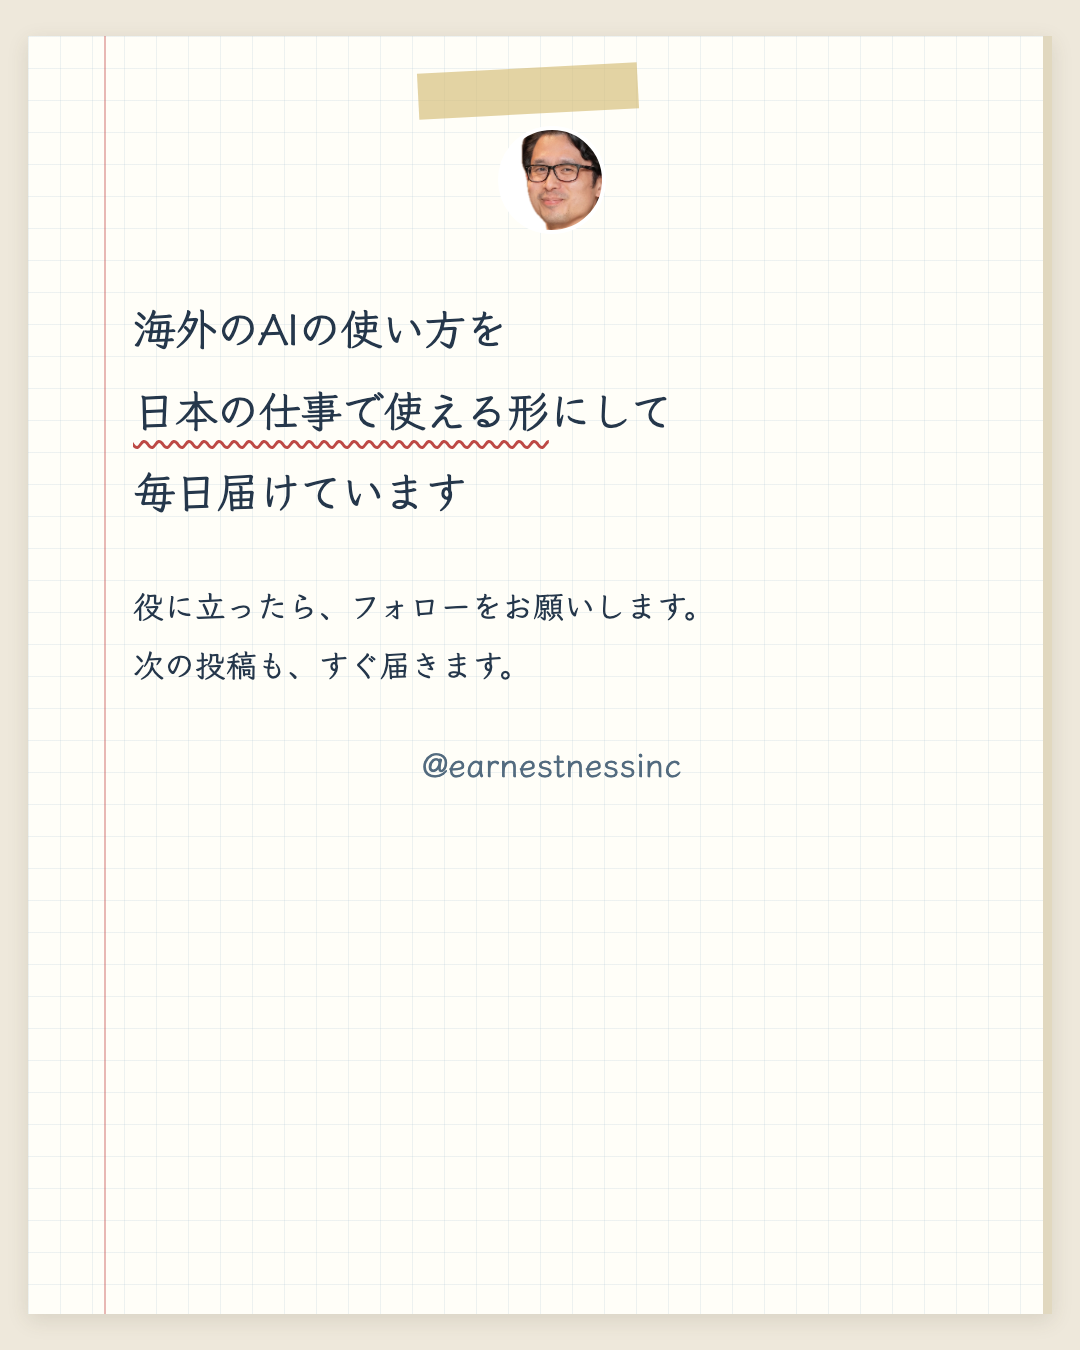 海外のAIの使い方を
日本の仕事で使える形にして
毎日届けています
役に立ったら、フォローをお願いします。
次の投稿も、すぐ届きます。
@earnestnessinc